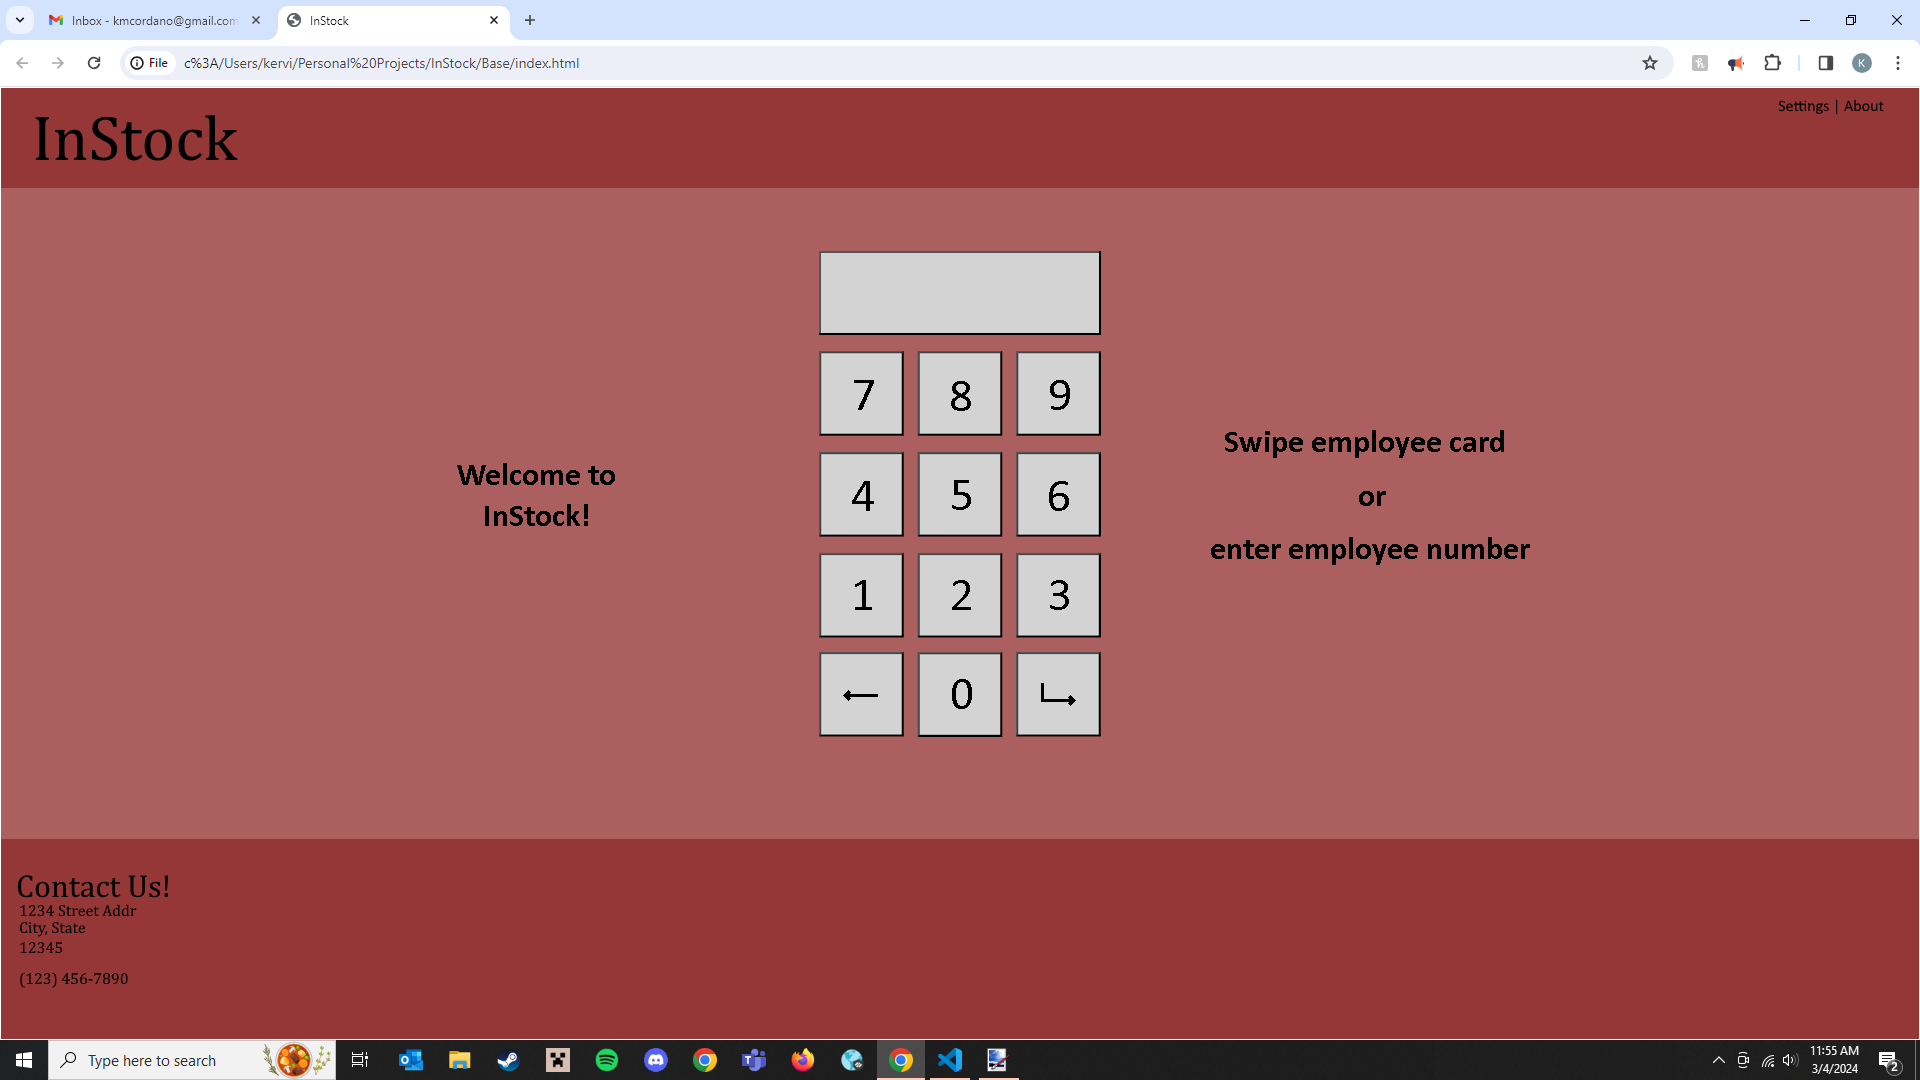 Inbox - kmcordano@gmail.com
InStock
File
c%3A/Users/kervi/Personal%20Projects/InStock/Base/index.html
K
Settings | About
InStock
7 8 9
4 5 6
1 2 3
← 0
Welcome to
InStock!
Swipe employee card
or
enter employee number
Contact Us!
1234 Street Addr
City, State
12345
(123) 456-7890
Type here to search
11:55 AM
3/4/2024
2